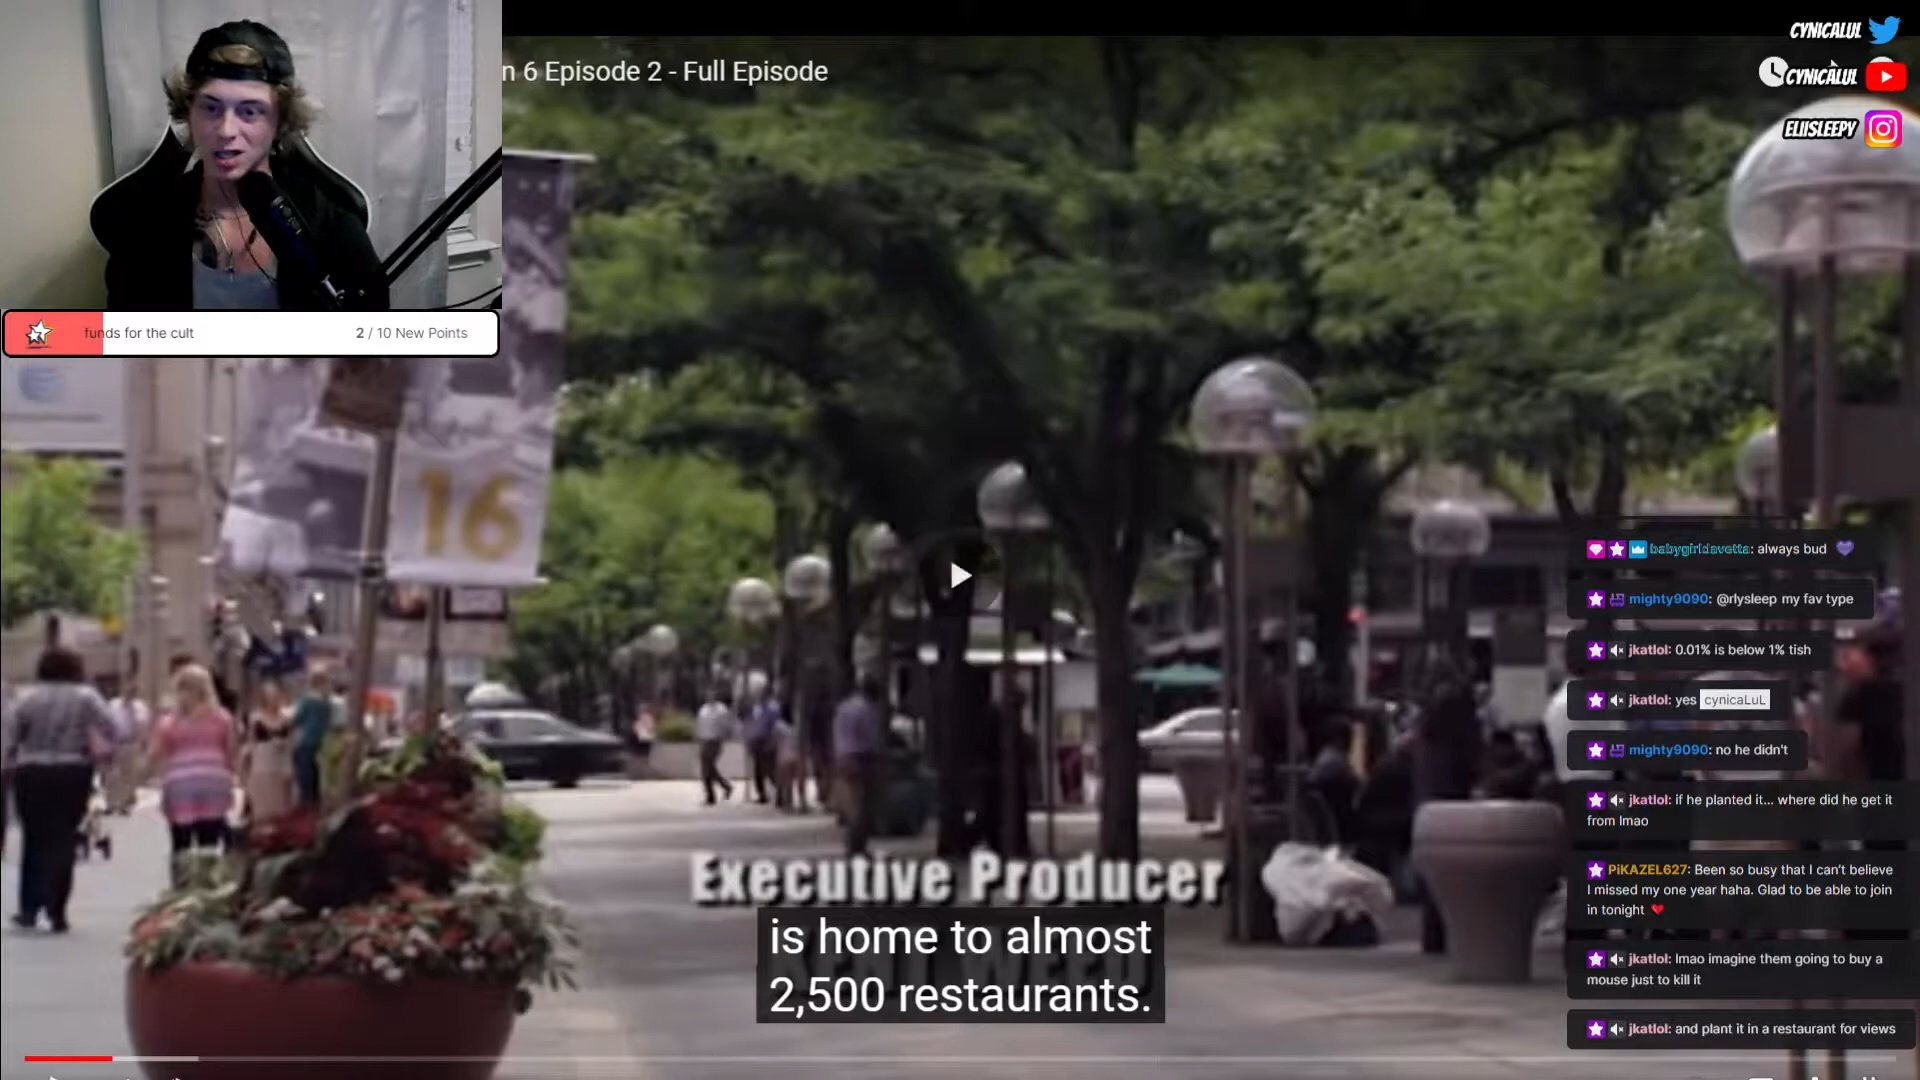 CYNICALUL
n 6 Episode 2 - Full Episode
CYNICALUL
ELIISLEEPY
funds for the cult
2 / 10 New Points
16
babygirldavetta: always bud
mighty9090: @rlysleep my fav type
jkatlol: 0.01% is below 1% tish
jkatlol: yes cynicaLuL
mighty9090: no he didn't
jkatlol: if he planted it... where did he get it
from lmao
PiKAZEL627: Been so busy that I can't believe
I missed my one year haha. Glad to be able to join
in tonight
jkatlol: lmao imagine them going to buy a
mouse just to kill it
jkatlol: and plant it in a restaurant for views
Executive Producer
is home to almost
2,500 restaurants.